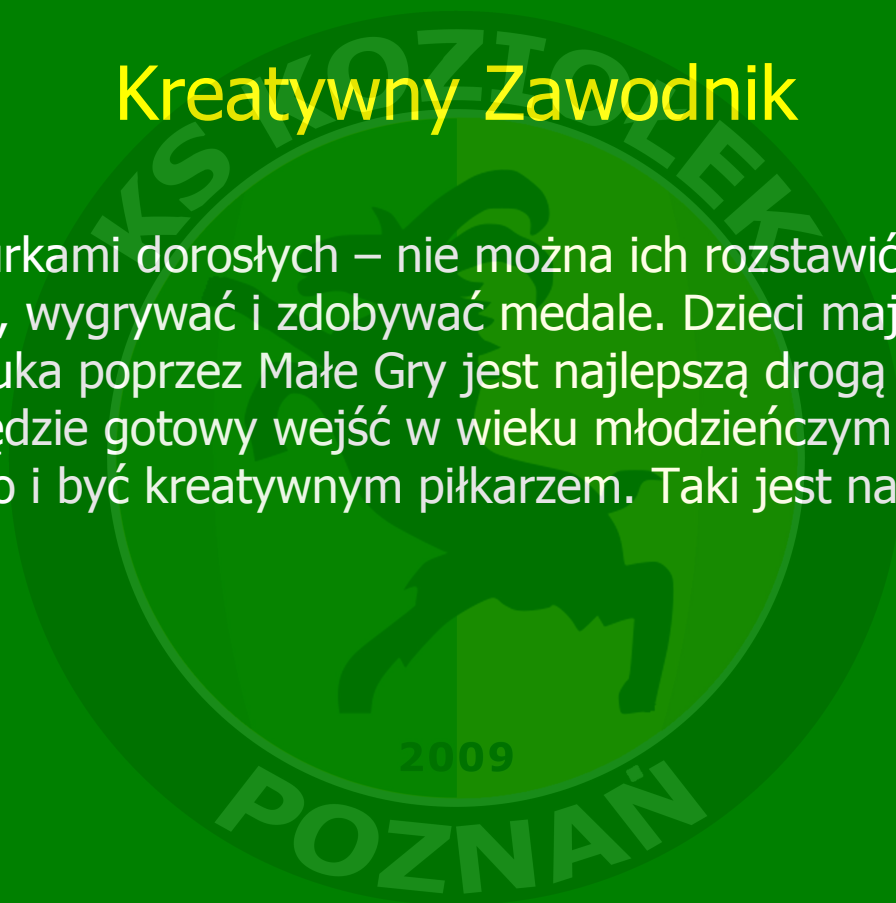 Kreatywny Zawodnik
rkami dorosłych – nie można ich rozstawić
, wygrywać i zdobywać medale. Dzieci maj
uka poprzez Małe Gry jest najlepszą drogą
ędzie gotowy wejść w wieku młodzieńczym
o i być kreatywnym piłkarzem. Taki jest na
KS KOZIOŁEK
2009
POZNAŃ